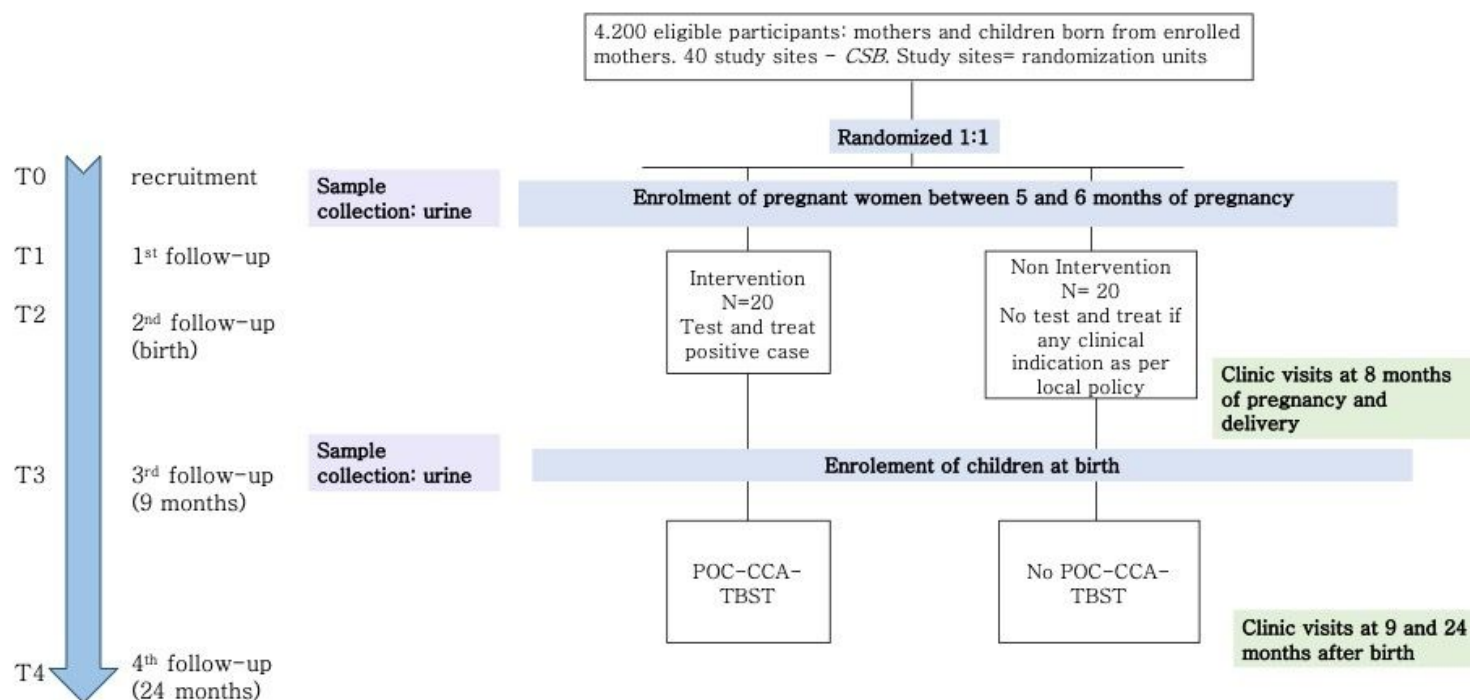 4.200 eligible participants: mothers and children born from enrolled
mothers. 40 study sites - CSB. Study sites= randomization units
Randomized 1:1
T0
recruitment
Sample
collection: urine
Enrolment of pregnant women between 5 and 6 months of pregnancy
T1
1st follow-up
Intervention
N=20
Test and treat
positive case
Non Intervention
N= 20
No test and treat if
any clinical
indication as per
local policy
T2
2nd follow-up
(birth)
Clinic visits at 8 months
of pregnancy and
delivery
Sample
collection: urine
Enrolement of children at birth
T3
3rd follow-up
(9 months)
POC-CCA-
TBST
No POC-CCA-
TBST
Clinic visits at 9 and 24
months after birth
T4
4th follow-up
(24 months)